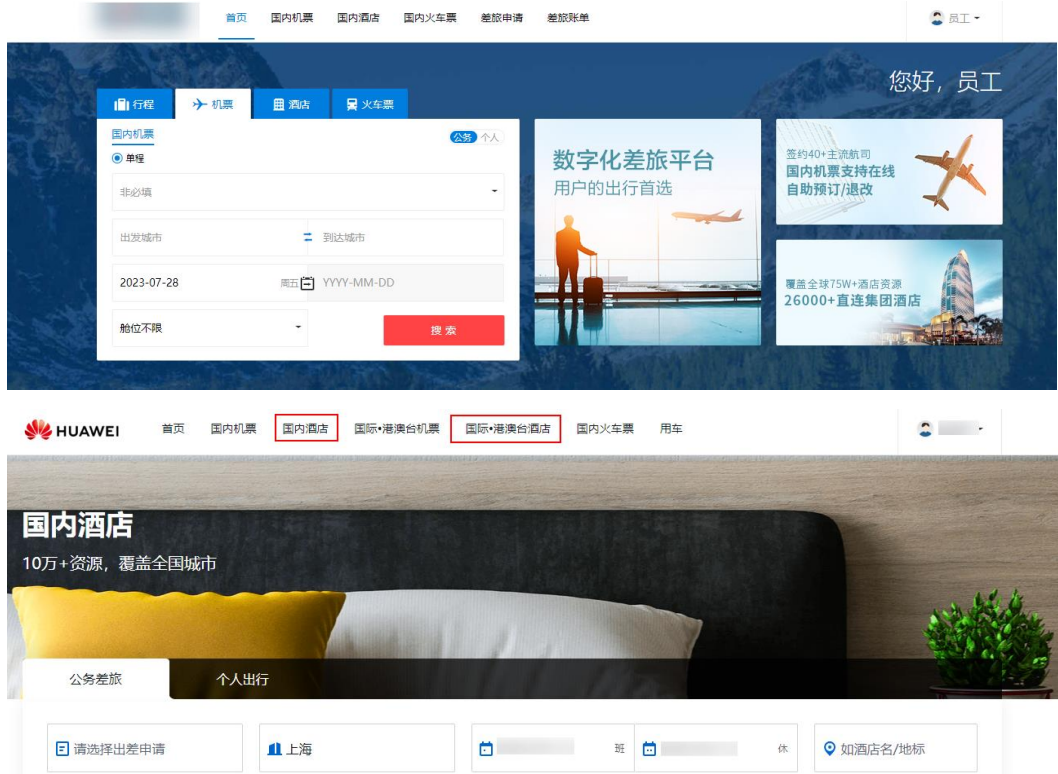 首页 国内机票 国内酒店 国内火车票 差旅申请 差旅账单 员工
您好，员工
行程 机票 酒店 火车票
国内机票 公务 个人
单程
非必填
出发城市 到达城市
2023-07-28 周五 YYYY-MM-DD
舱位不限 搜索
数字化差旅平台
用户的出行首选
签约40+主流航司
国内机票支持在线
自助预订/退改
覆盖全球75W+酒店资源
26000+直连集团酒店
HUAWEI 首页 国内机票 国内酒店 国际•港澳台机票 国际•港澳台酒店 国内火车票 用车
国内酒店
10万+资源，覆盖全国城市
公务差旅 个人出行
请选择出差申请 上海 班 休 如酒店名/地标